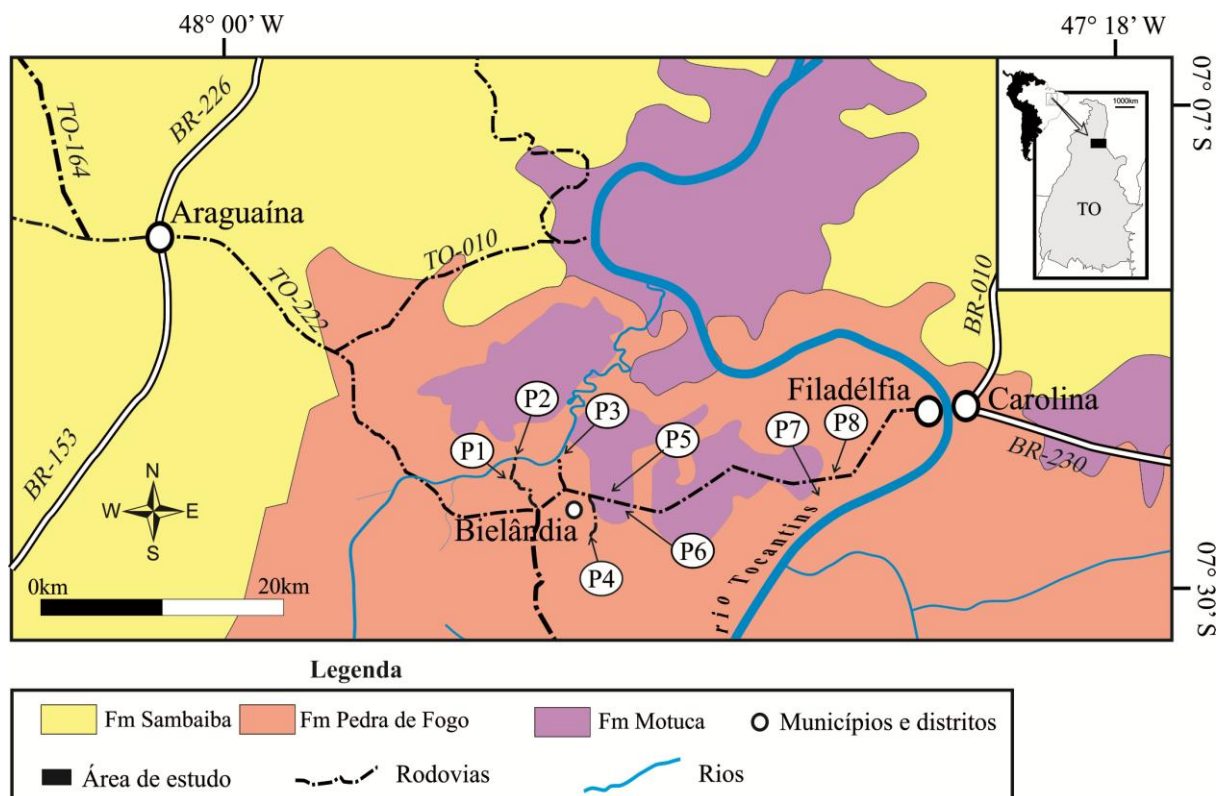 48° 00' W
47° 18' W
07° 07' S
1000km
TO
TO-164
BR-226
Araguaína
TO-010
TO-222
BR-010
Filadélfia
Carolina
BR-230
BR-153
P2
P3
P1
P5
P7
P8
N
W
E
S
Bielândia
P6
P4
rio Tocantins
0km
20km
07° 30' S
Legenda
Fm Sambaiba
Fm Pedra de Fogo
Fm Motuca
Municípios e distritos
Área de estudo
Rodovias
Rios